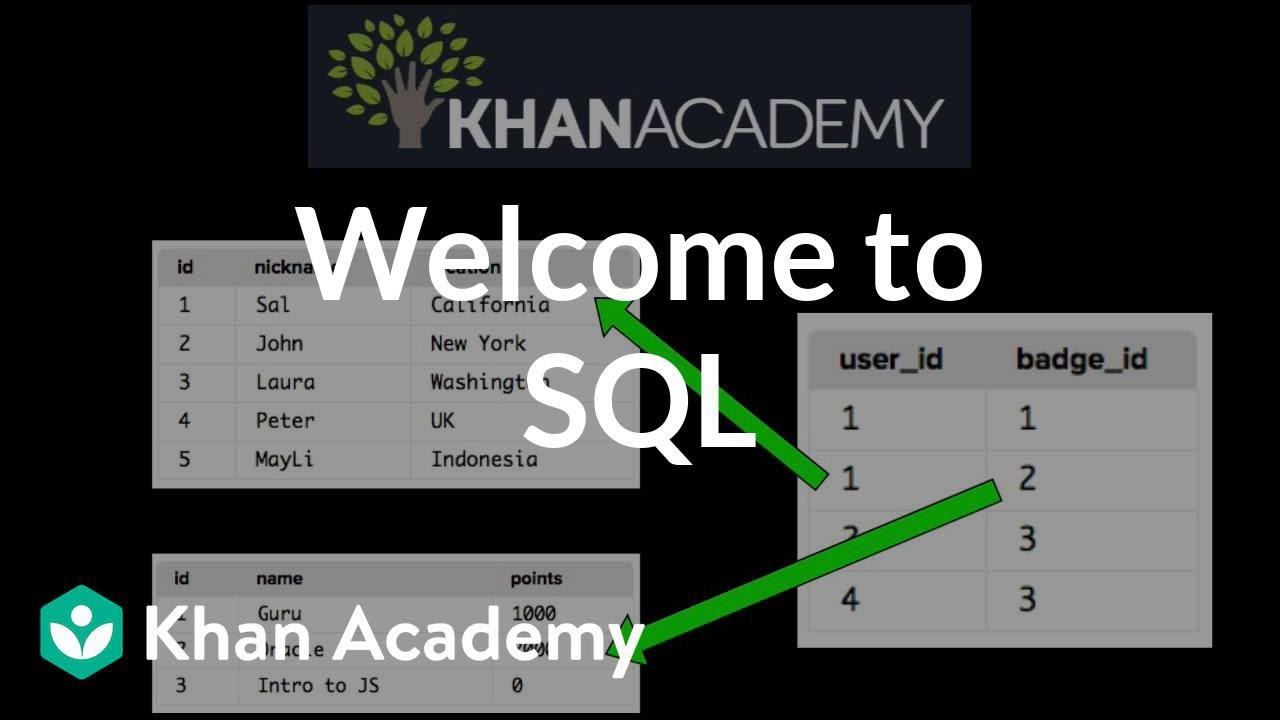 KHANACADEMY
Welcome to
SQL
id
1 Sal California
2 John New York
3 Laura
4 Peter UK
5 MayLi Indonesia
user_id badge_id
1 1
1 2
3
4 3
id name points
Guru 1000
3 Intro to JS 0
Khan Academy